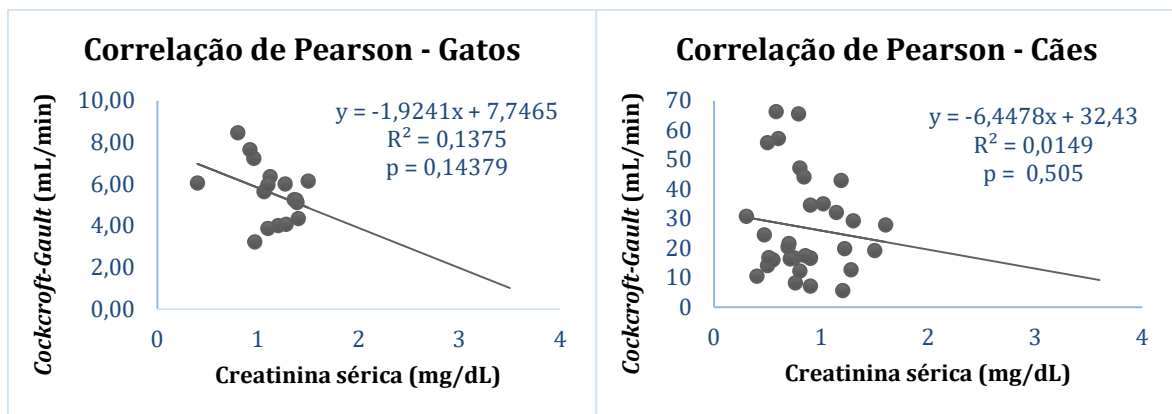 Correlação de Pearson - Gatos
y = -1,9241x + 7,7465
R² = 0,1375
p = 0,14379
Cockcroft-Gault (mL/min)
10,00
8,00
6,00
4,00
2,00
0,00
0
1
2
3
4
Creatinina sérica (mg/dL)
Correlação de Pearson - Cães
y = -6,4478x + 32,43
R² = 0,0149
p = 0,505
Cockcroft-Gault (mL/min)
70
60
50
40
30
20
10
0
0
1
2
3
4
Creatinina sérica (mg/dL)